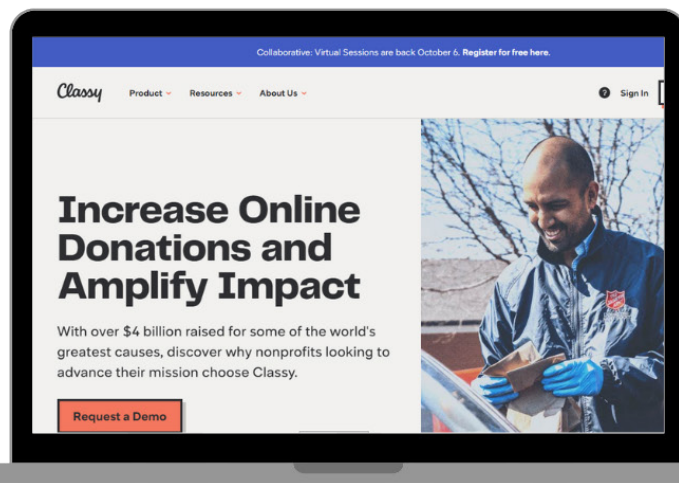 Collaborative: Virtual Sessions are back October 6. Register for free here.
Classy Product Resources About Us ? Sign In
Increase Online
Donations and
Amplify Impact
With over $4 billion raised for some of the world's
greatest causes, discover why nonprofits looking to
advance their mission choose Classy.
Request a Demo